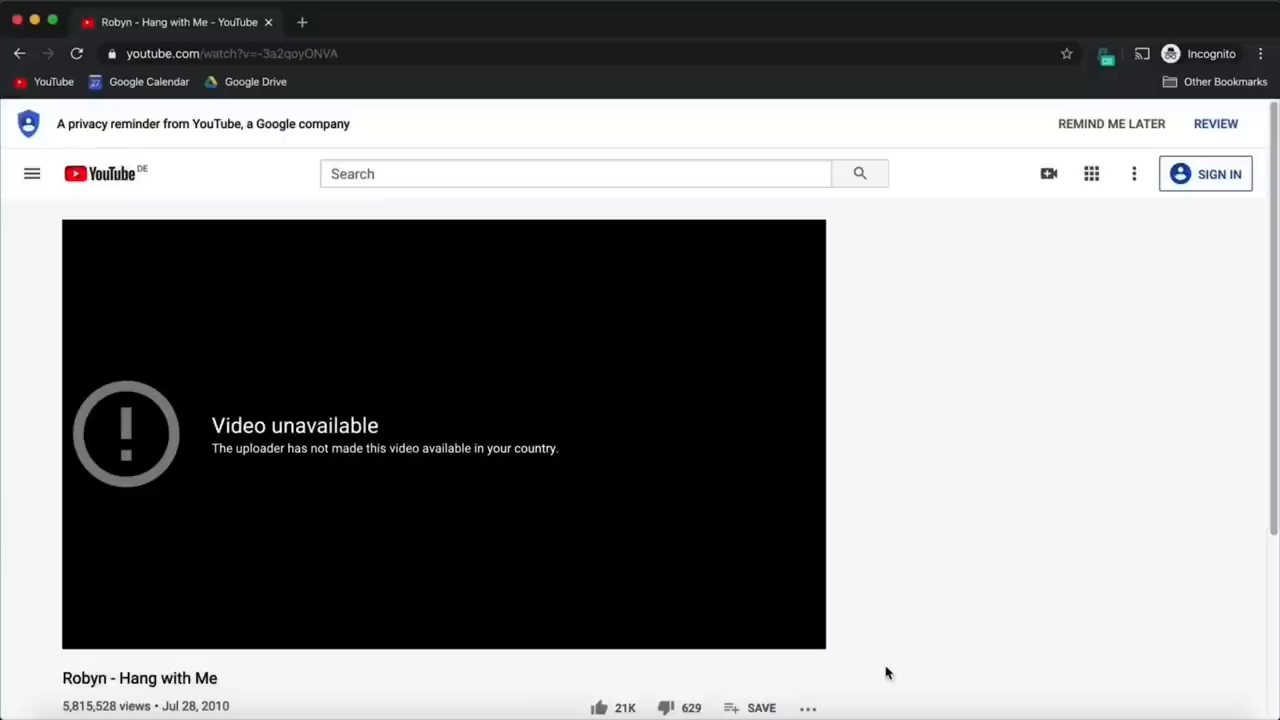 Robyn - Hang with Me - YouTube
youtube.com/watch?v=-3a2qoyONVA
Incognito
YouTube
27
Google Calendar
Google Drive
Other Bookmarks
A privacy reminder from YouTube, a Google company
REMIND ME LATER
REVIEW
YouTube DE
Search
SIGN IN
Video unavailable
The uploader has not made this video available in your country.
Robyn - Hang with Me
5,815,528 views • Jul 28, 2010
21K
629
SAVE